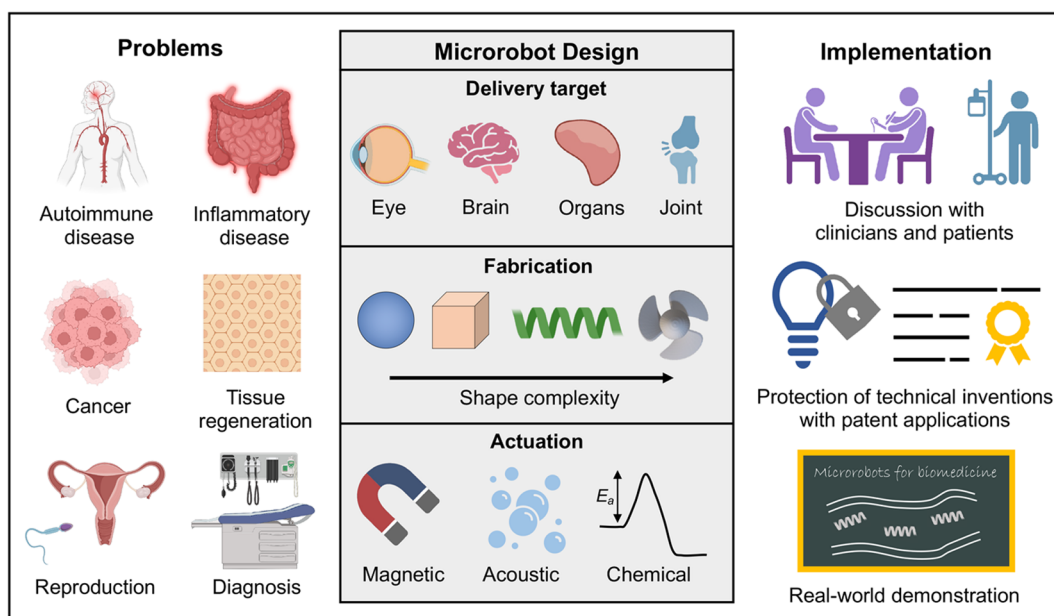 Problems
Autoimmune
disease
Inflammatory
disease
Cancer
Tissue
regeneration
Reproduction
Diagnosis
Microrobot Design
Delivery target
Eye
Brain
Organs
Joint
Fabrication
Shape complexity
Actuation
Eₐ
Magnetic
Acoustic
Chemical
Implementation
Discussion with
clinicians and patients
Protection of technical inventions
with patent applications
Microrobots for biomedicine
Real-world demonstration